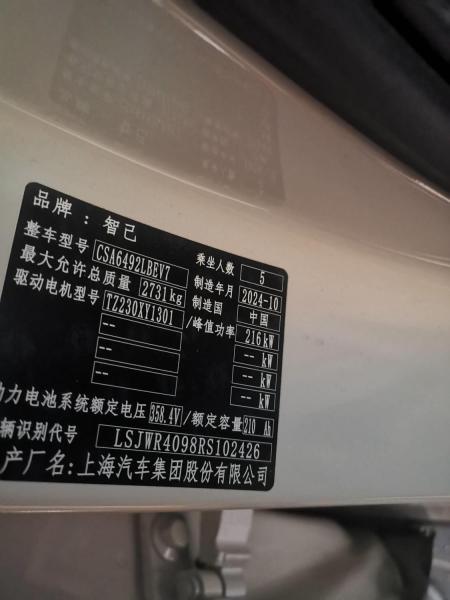 品牌: 智己
整车型号 CSA6492LBEV7 乘坐人数 5
最大允许总质量 2731kg 制造年月 2024-10
驱动电机型号 TZ230XY1301 制造国 中国
/峰值功率 216kW
-- -- kW
-- -- kW
-- -- kW
动力电池系统额定电压 358.4V/额定容量 210 Ah
辆识别代号 LSJWR4098RS102426
产厂名:上海汽车集团股份有限公司